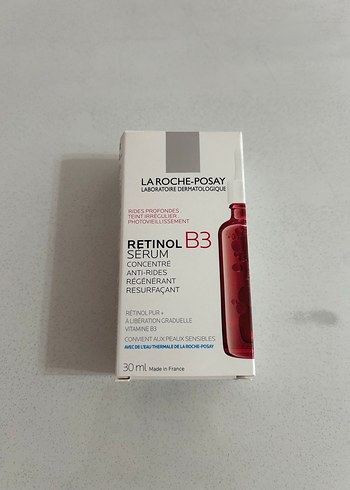 LA ROCHE-POSAY
LABORATOIRE DERMATOLOGIQUE
RIDES PROFONDES
TEINT IRRÉGULIER
PHOTOVIEILLISSEMENT
RETINOL B3
SERUM
CONCENTRÉ
ANTI-RIDES
RÉGÉNÉRANT
RESURFAÇANT
RÉTINOL PUR +
À LIBÉRATION GRADUELLE
VITAMINE B3
CONVIENT AUX PEAUX SENSIBLES
AVEC DE L'EAU THERMALE DE LA ROCHE-POSAY
30 ml Made in France